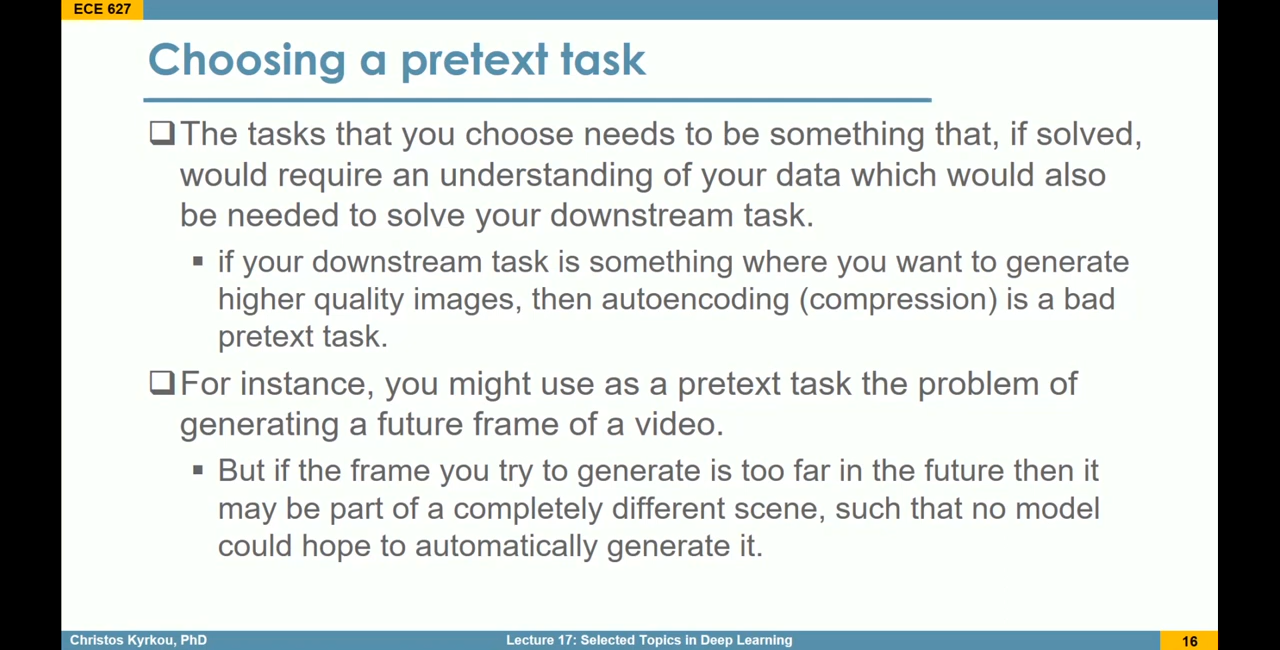 ECE 627
Choosing a pretext task
❑The tasks that you choose needs to be something that, if solved,
would require an understanding of your data which would also
be needed to solve your downstream task.
▪ if your downstream task is something where you want to generate
higher quality images, then autoencoding (compression) is a bad
pretext task.
❑For instance, you might use as a pretext task the problem of
generating a future frame of a video.
▪ But if the frame you try to generate is too far in the future then it
may be part of a completely different scene, such that no model
could hope to automatically generate it.
Christos Kyrkou, PhD
Lecture 17: Selected Topics in Deep Learning
16